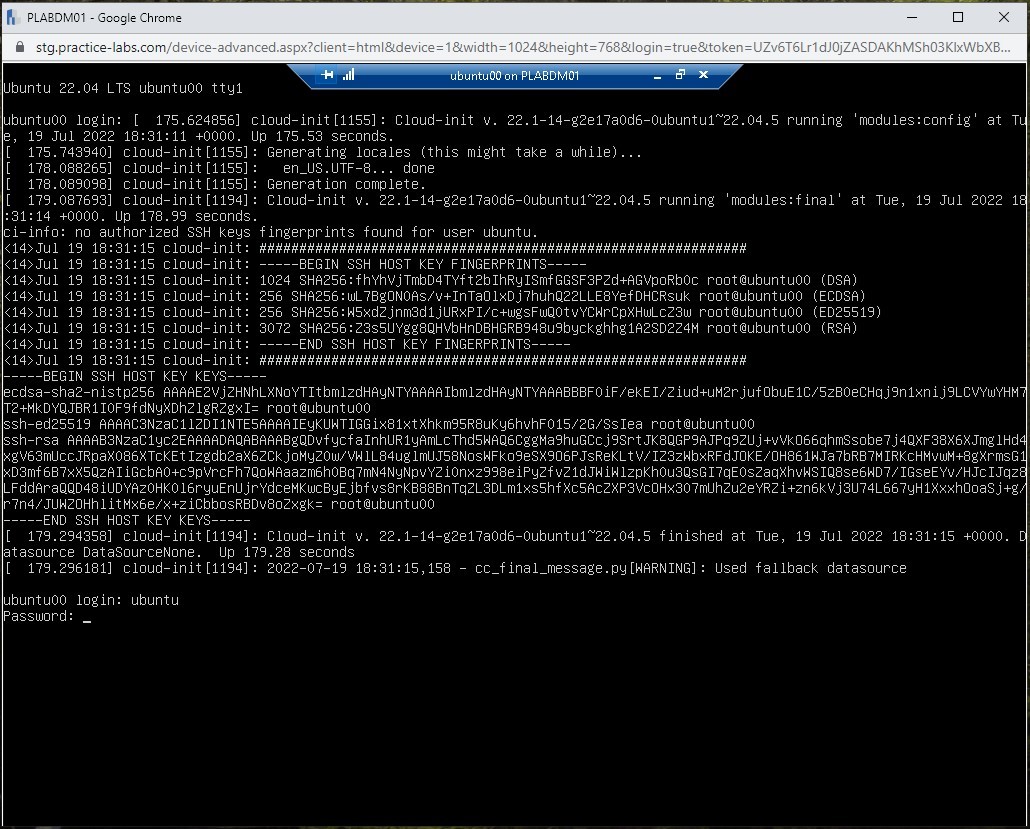 PLABDM01 - Google Chrome
stg.practice-labs.com/device-advanced.aspx?client=html&device=1&width=1024&height=768&login=true&token=UZv6T6Lr1dJ0jZASDAKhMSh03KlxWbXB...
ubuntu00 on PLABDM01
Ubuntu 22.04 LTS ubuntu00 tty1
ubuntu00 login: [  175.624856] cloud-init[1155]: Cloud-init v. 22.1-14-g2e17a0d6-0ubuntu1~22.04.5 running 'modules:config' at Tu
e, 19 Jul 2022 18:31:11 +0000. Up 175.53 seconds.
[  175.743940] cloud-init[1155]: Generating locales (this might take a while)...
[  178.088265] cloud-init[1155]:   en_US.UTF-8... done
[  178.089098] cloud-init[1155]: Generation complete.
[  179.087693] cloud-init[1194]: Cloud-init v. 22.1-14-g2e17a0d6-0ubuntu1~22.04.5 running 'modules:final' at Tue, 19 Jul 2022 18
:31:14 +0000. Up 178.99 seconds.
ci-info: no authorized SSH keys fingerprints found for user ubuntu.
<14>Jul 19 18:31:15 cloud-init: #############################################################
<14>Jul 19 18:31:15 cloud-init: -----BEGIN SSH HOST KEY FINGERPRINTS-----
<14>Jul 19 18:31:15 cloud-init: 1024 SHA256:fhYhVjTmbD4TYft2bIhRyISmfGGSF3PZd+AGVpoRb0c root@ubuntu00 (DSA)
<14>Jul 19 18:31:15 cloud-init: 256 SHA256:wL7BgON0As/v+InTaOlxDj7huhQ22LLE8YefDHCRsuk root@ubuntu00 (ECDSA)
<14>Jul 19 18:31:15 cloud-init: 256 SHA256:W5xdZjnm3d1jURxPI/c+wgsFwQ0tvYCWrCpXHwLcZ3w root@ubuntu00 (ED25519)
<14>Jul 19 18:31:15 cloud-init: 3072 SHA256:Z3s5UYgg8QHVbHnDBHGRB948u9byckghhg1A2SD2Z4M root@ubuntu00 (RSA)
<14>Jul 19 18:31:15 cloud-init: -----END SSH HOST KEY FINGERPRINTS-----
<14>Jul 19 18:31:15 cloud-init: #############################################################
-----BEGIN SSH HOST KEY KEYS-----
ecdsa-sha2-nistp256 AAAAE2VjZHNhLXNoYTItbmlzdHAyNTYAAAAIbmlzdHAyNTYAAABBBF0iF/ekEI/Ziud+uM2rjufObuE1C/5zB0eCHqj9n1xnij9LCVYwYHM7
T2+MkDYQJBR1IOF9fdNyXDhZlgRZgxI= root@ubuntu00
ssh-ed25519 AAAAC3NzaC1lZDI1NTE5AAAAIEyKUWTIGGix81xtXhkm95R8uKy6hvhF015/2G/SsIea root@ubuntu00
ssh-rsa AAAAB3NzaC1yc2EAAAADAQABAAABgQDvfycfaInhUR1yAmLcThd5WAQ6CggMa9huGCcj9SrtJK8QGP9AJPq9ZUj+vVkO66qhmSsobe7j4QXF38X6XJmglHd4
xgV63mUccJRpaX086XTcKEtIzgdb2aX6ZCkjoMyZOw/VWlL84uglmUJ58NosWFko9eSX9O6PJsReKLtV/IZ3zWbxRFdJOKE/OH861WJa7bRB7MIRKcHMvwM+8gXrmsG1
xD3mf6B7xX5QzAIiGcbA0+c9pVrcFh7QoWAaazm6hOBq7mN4NyNpvYZi0nxz998eiPyZfvZ1dJWiWlzpKh0u3QsGI7qEOsZaqXhvWSIQ8se6WD7/IGseEYv/HJcIJqz8
LFddAraQQD48iUDYAz0HK0l6ryuEnUjrYdceMKwcByEjbfvs8rKB88BnTqZL3DLm1xs5hfXc5AcZXP3VcOHx307mUhZu2eYRZi+zn6kVj3U74L667yH1XxxhOoaSj+g/
r7n4/JUWZOHhlitMx6e/x+ziCbbosRBDv8oZxgk= root@ubuntu00
-----END SSH HOST KEY KEYS-----
[  179.294358] cloud-init[1194]: Cloud-init v. 22.1-14-g2e17a0d6-0ubuntu1~22.04.5 finished at Tue, 19 Jul 2022 18:31:15 +0000. D
atasource DataSourceNone.  Up 179.28 seconds
[  179.296181] cloud-init[1194]: 2022-07-19 18:31:15,158 - cc_final_message.py[WARNING]: Used fallback datasource
ubuntu00 login: ubuntu
Password: _